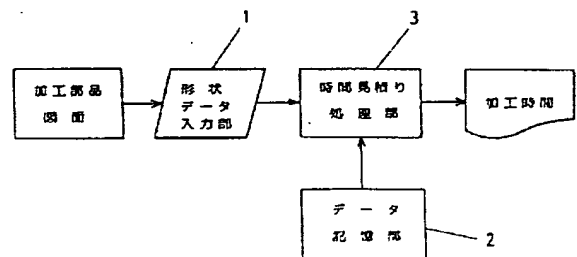 1
3
加工部品
図面
形状
データ
入力部
時間見積り
処理部
加工時間
データ
記憶部
2